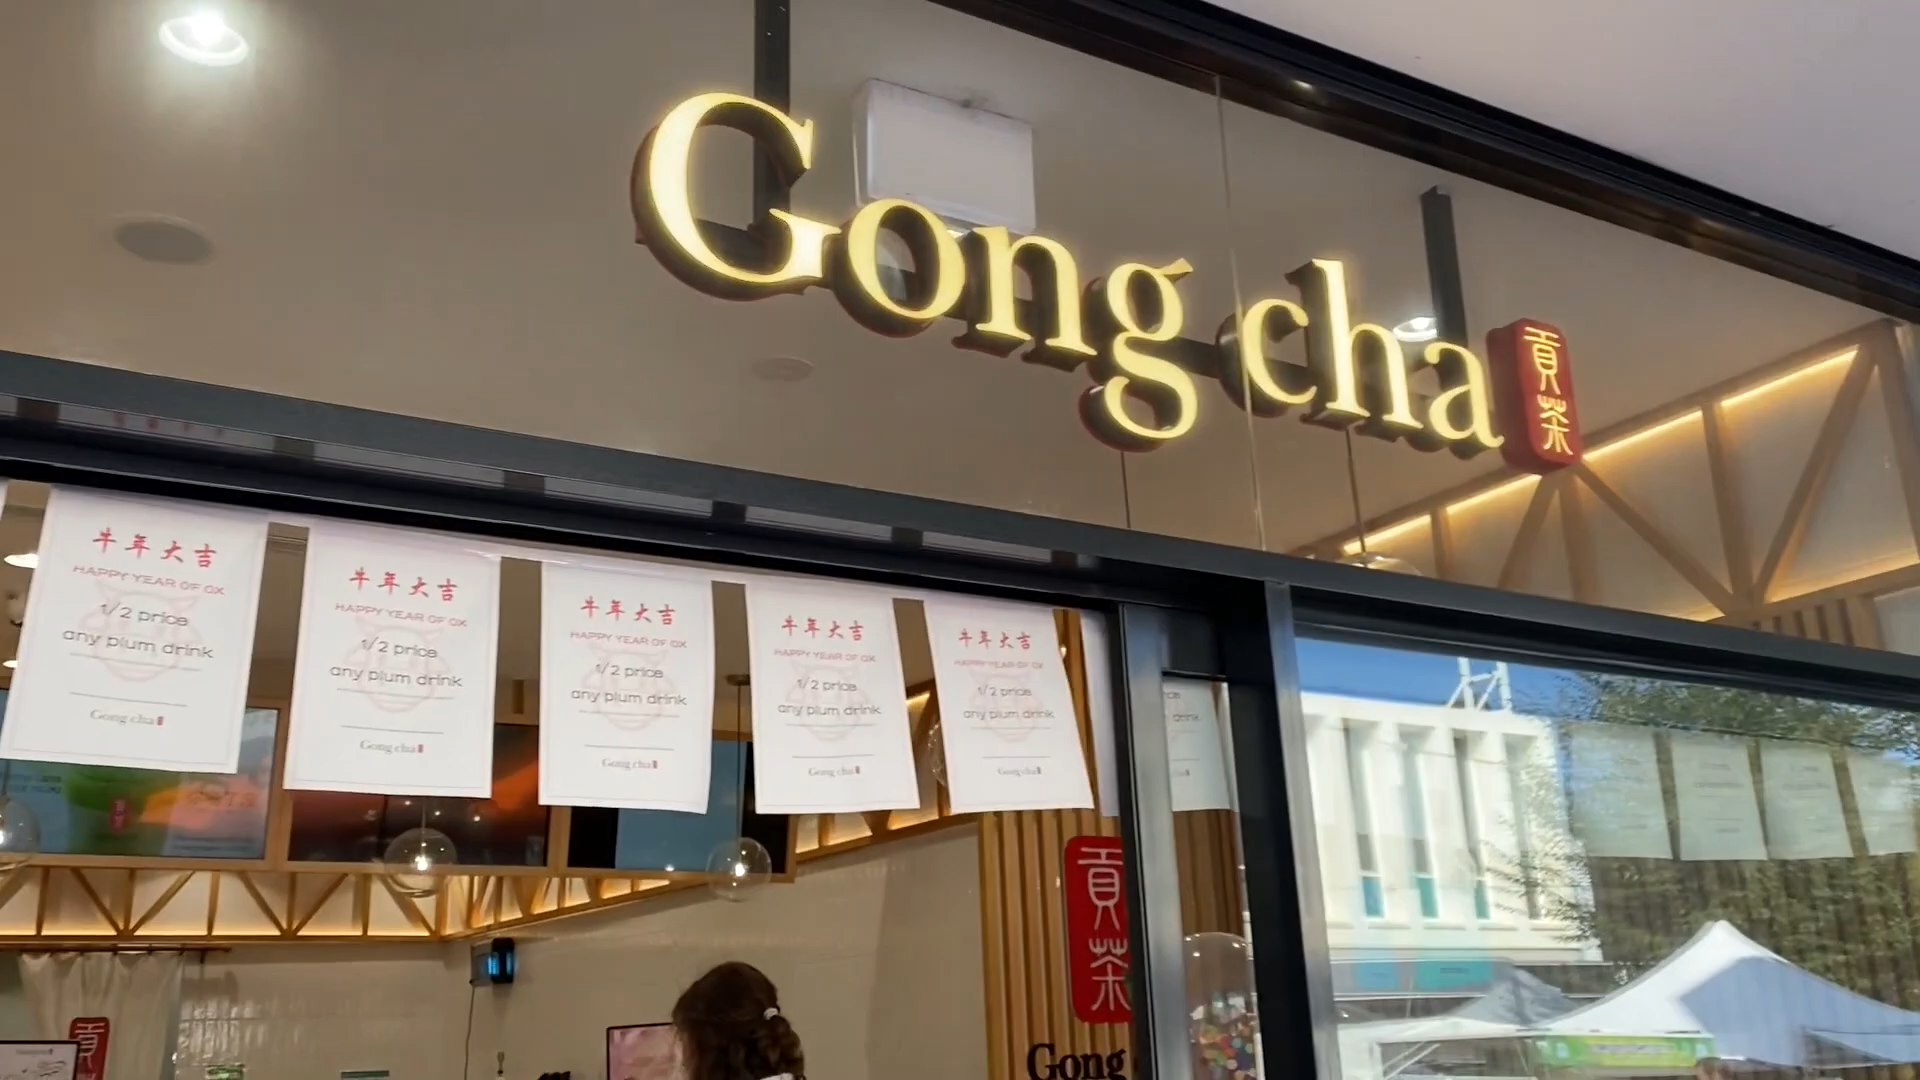 Gong cha
貢茶
牛年大吉
HAPPY YEAR OF OX
1/2 price
any plum drink
Gong cha
牛年大吉
HAPPY YEAR OF OX
1/2 price
any plum drink
Gong cha
牛年大吉
HAPPY YEAR OF OX
1/2 price
any plum drink
Gong cha
牛年大吉
HAPPY YEAR OF OX
1/2 price
any plum drink
Gong cha
牛年大吉
HAPPY YEAR OF OX
1/2 price
any plum drink
Gong cha
drink
貢茶
Gong